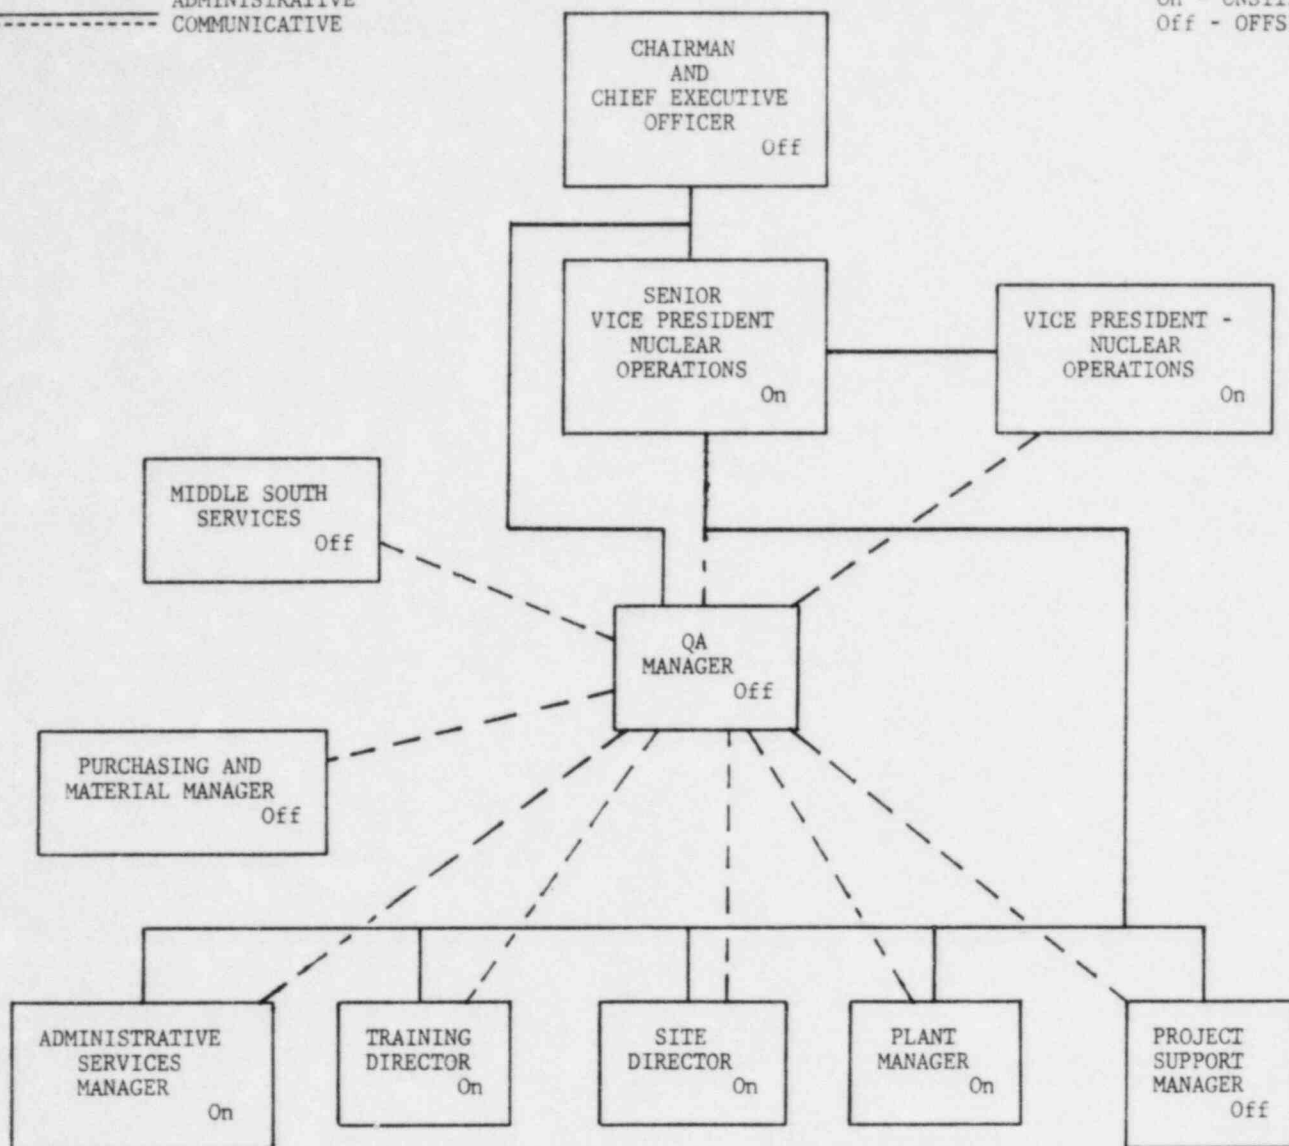 ADMINISTRATIVE
COMMUNICATIVE
Off - OFFS
CHAIRMAN
AND
CHIEF EXECUTIVE
OFFICER
Off
SENIOR
VICE PRESIDENT
NUCLEAR
OPERATIONS
On
VICE PRESIDENT -
NUCLEAR
OPERATIONS
On
MIDDLE SOUTH
SERVICES
Off
QA
MANAGER
Off
PURCHASING AND
MATERIAL MANAGER
Off
ADMINISTRATIVE
SERVICES
MANAGER
On
TRAINING
DIRECTOR
On
SITE
DIRECTOR
On
PLANT
MANAGER
On
PROJECT
SUPPORT
MANAGER
Off